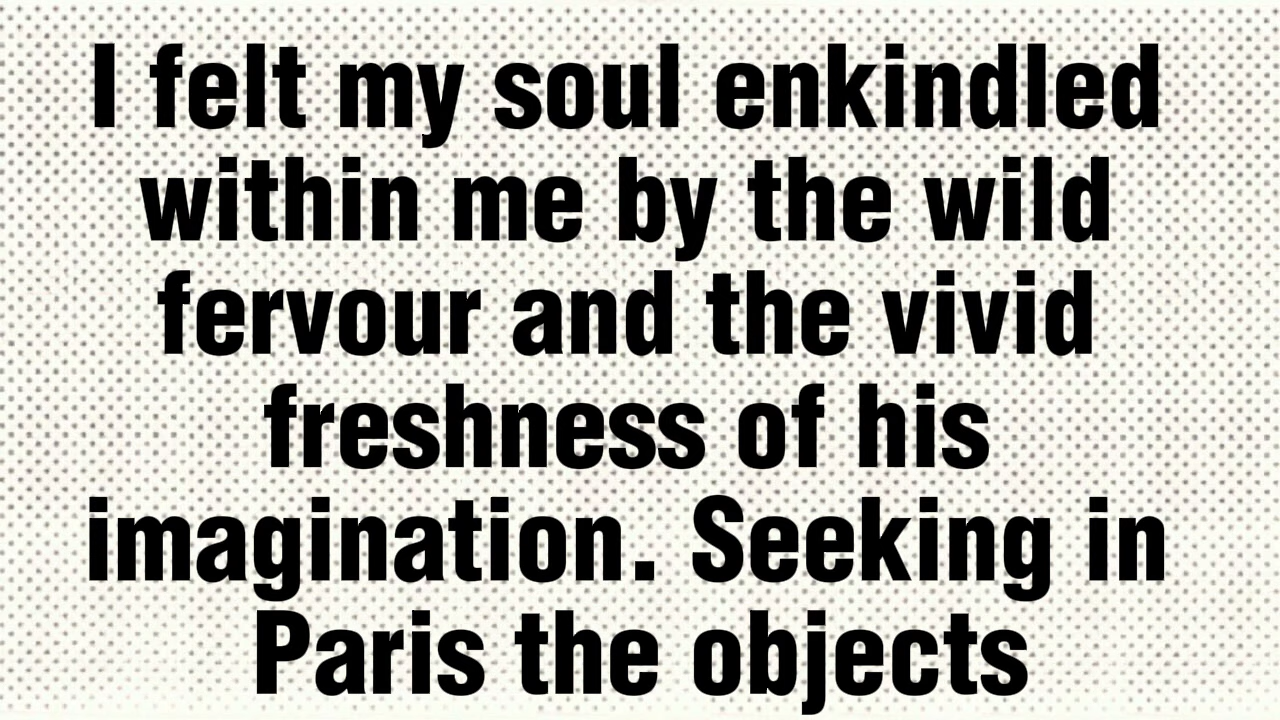 I felt my soul enkindled
within me by the wild
fervour and the vivid
freshness of his
imagination. Seeking in
Paris the objects